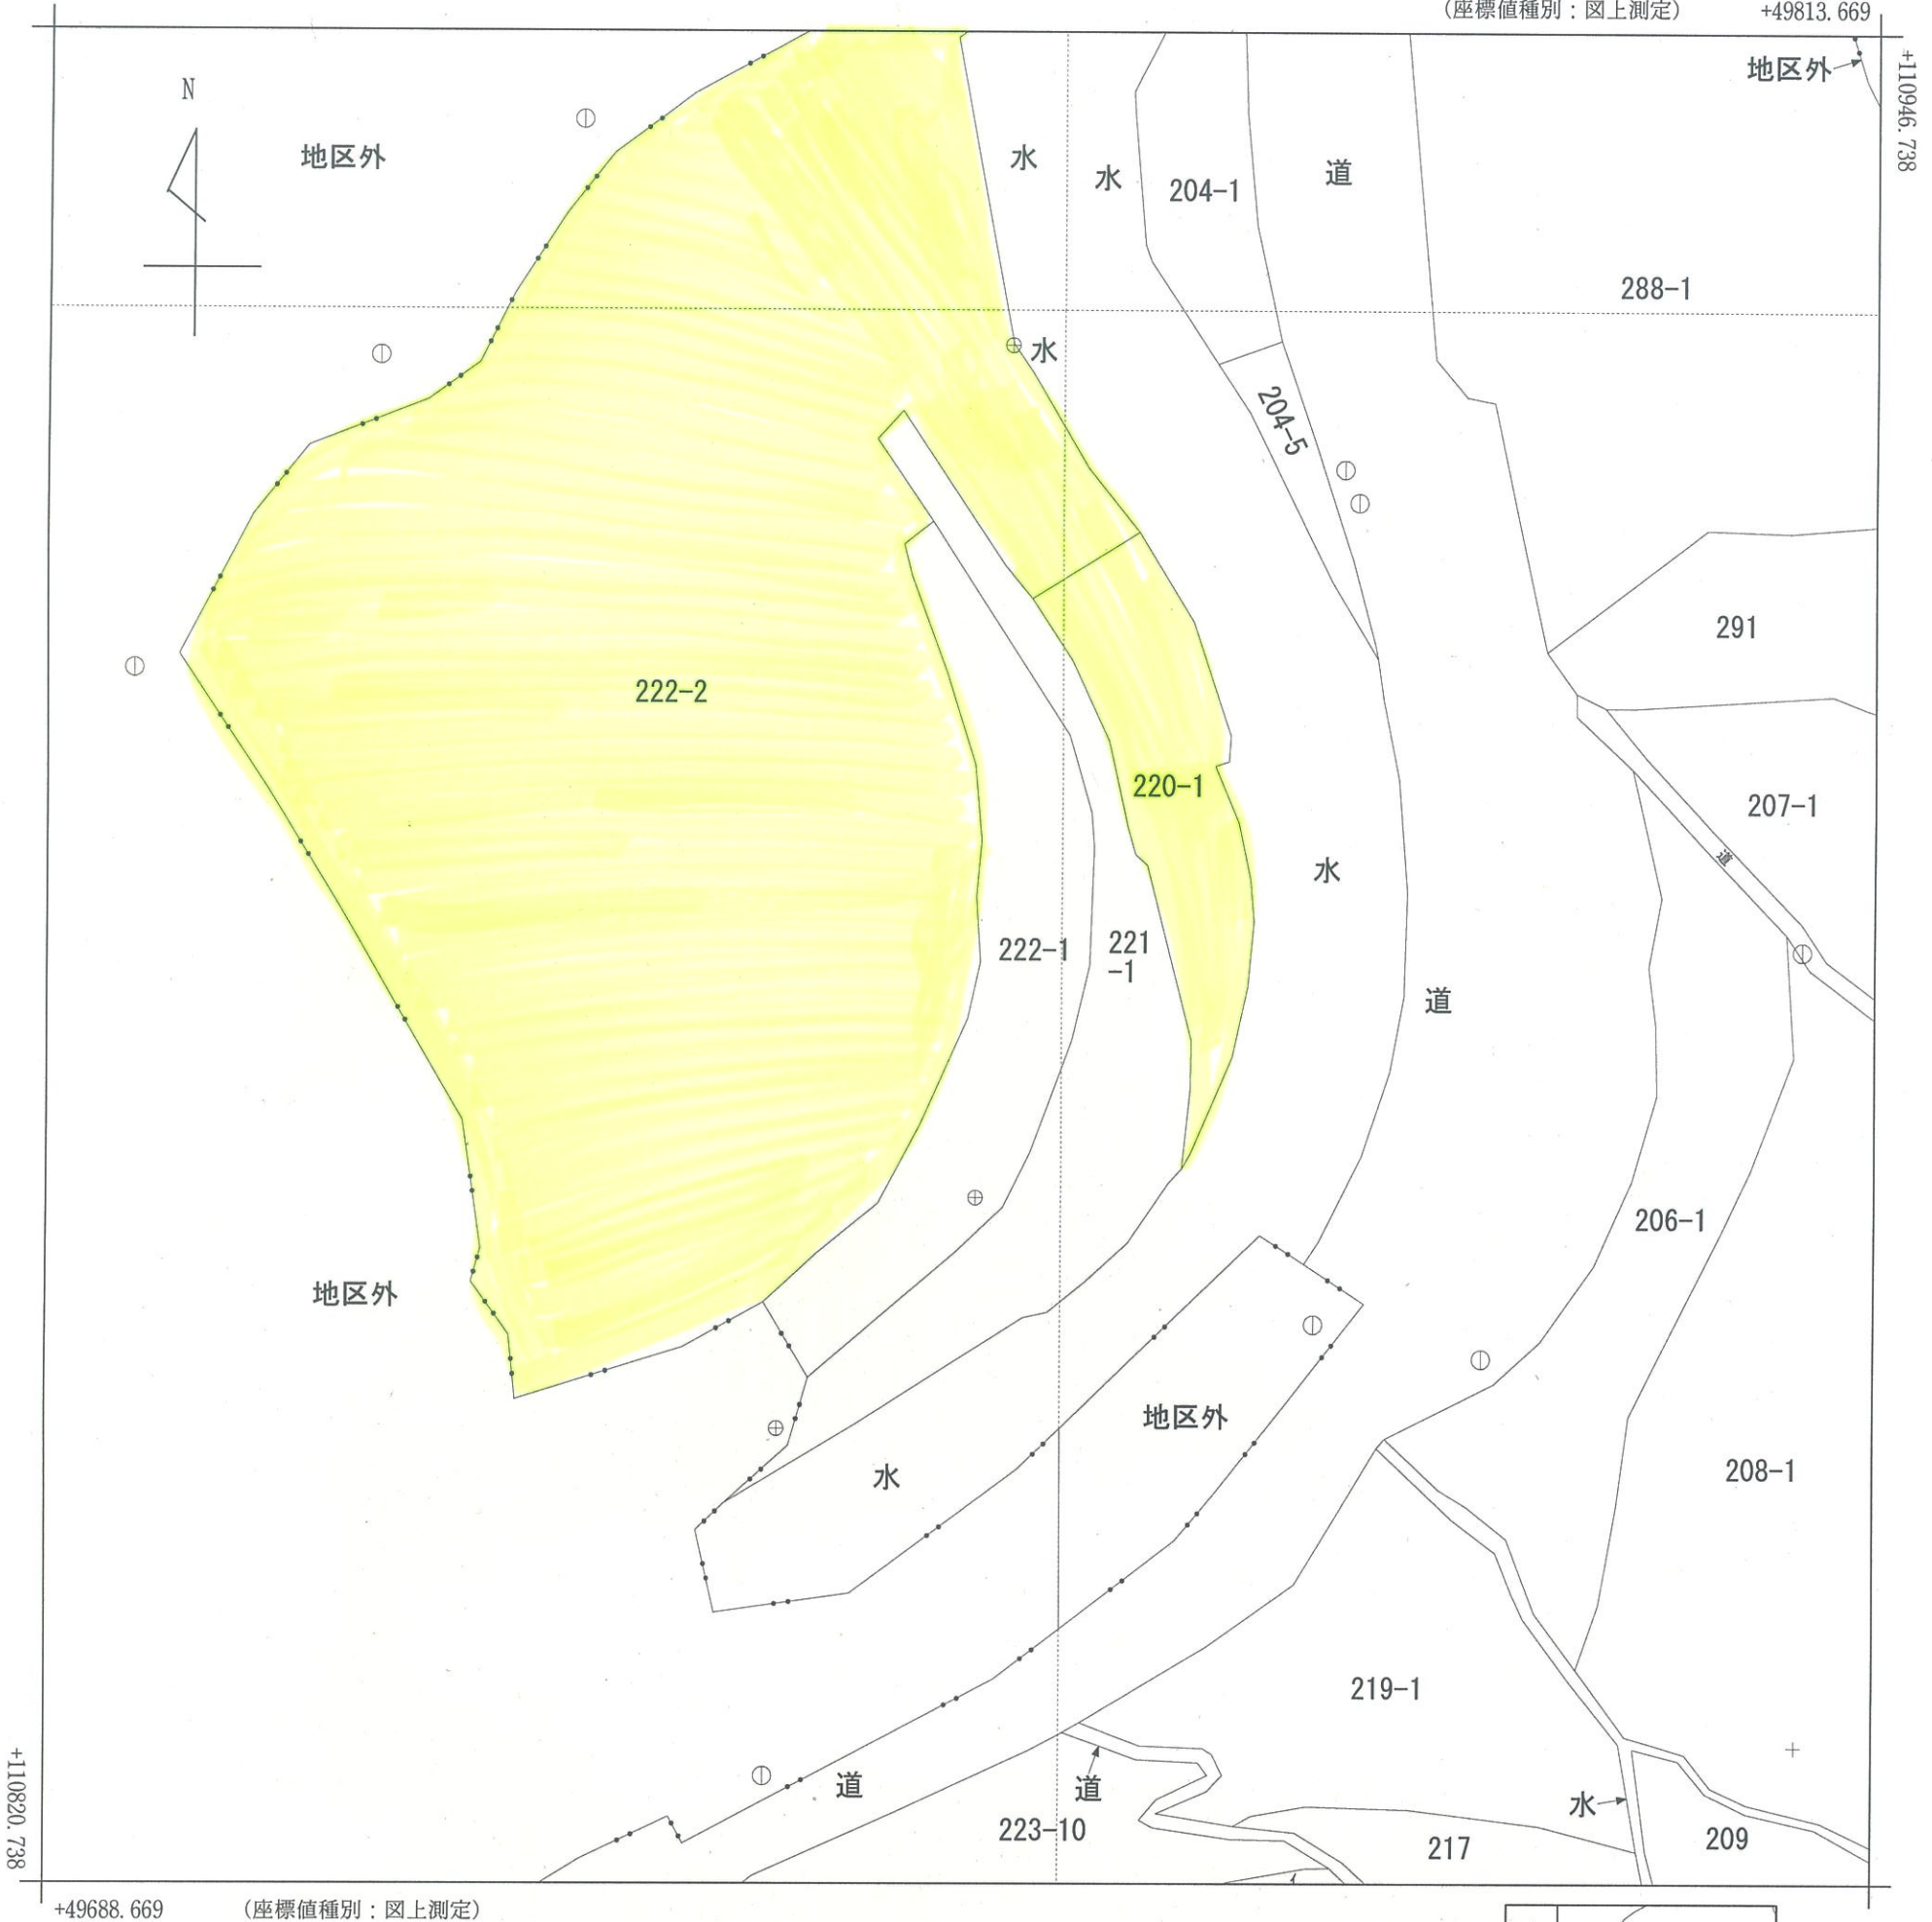 (座標値種別：図上測定)
+49813.669
+110946.738
地区外
N
地区外
水
水
204-1
道
288-1
水
204-5
291
222-2
220-1
207-1
道
水
222-1
221
-1
道
206-1
地区外
地区外
208-1
水
219-1
道
道
水
223-10
217
209
+110820.738
+49688.669
(座標値種別：図上測定)